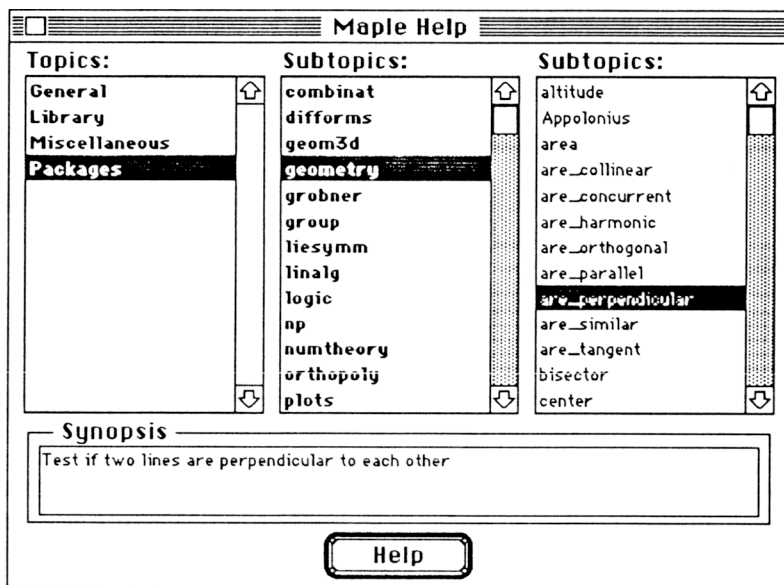 Maple Help
Topics:
General
Library
Miscellaneous
Packages
Subtopics:
combinat
difforms
geom3d
geometry
grobner
group
liesymm
linalg
logic
np
numtheory
orthopoly
plots
Subtopics:
altitude
Appolonius
area
are_collinear
are_concurrent
are_harmonic
are_orthogonal
are_parallel
are_perpendicular
are_similar
are_tangent
bisector
center
Synopsis
Test if two lines are perpendicular to each other
Help